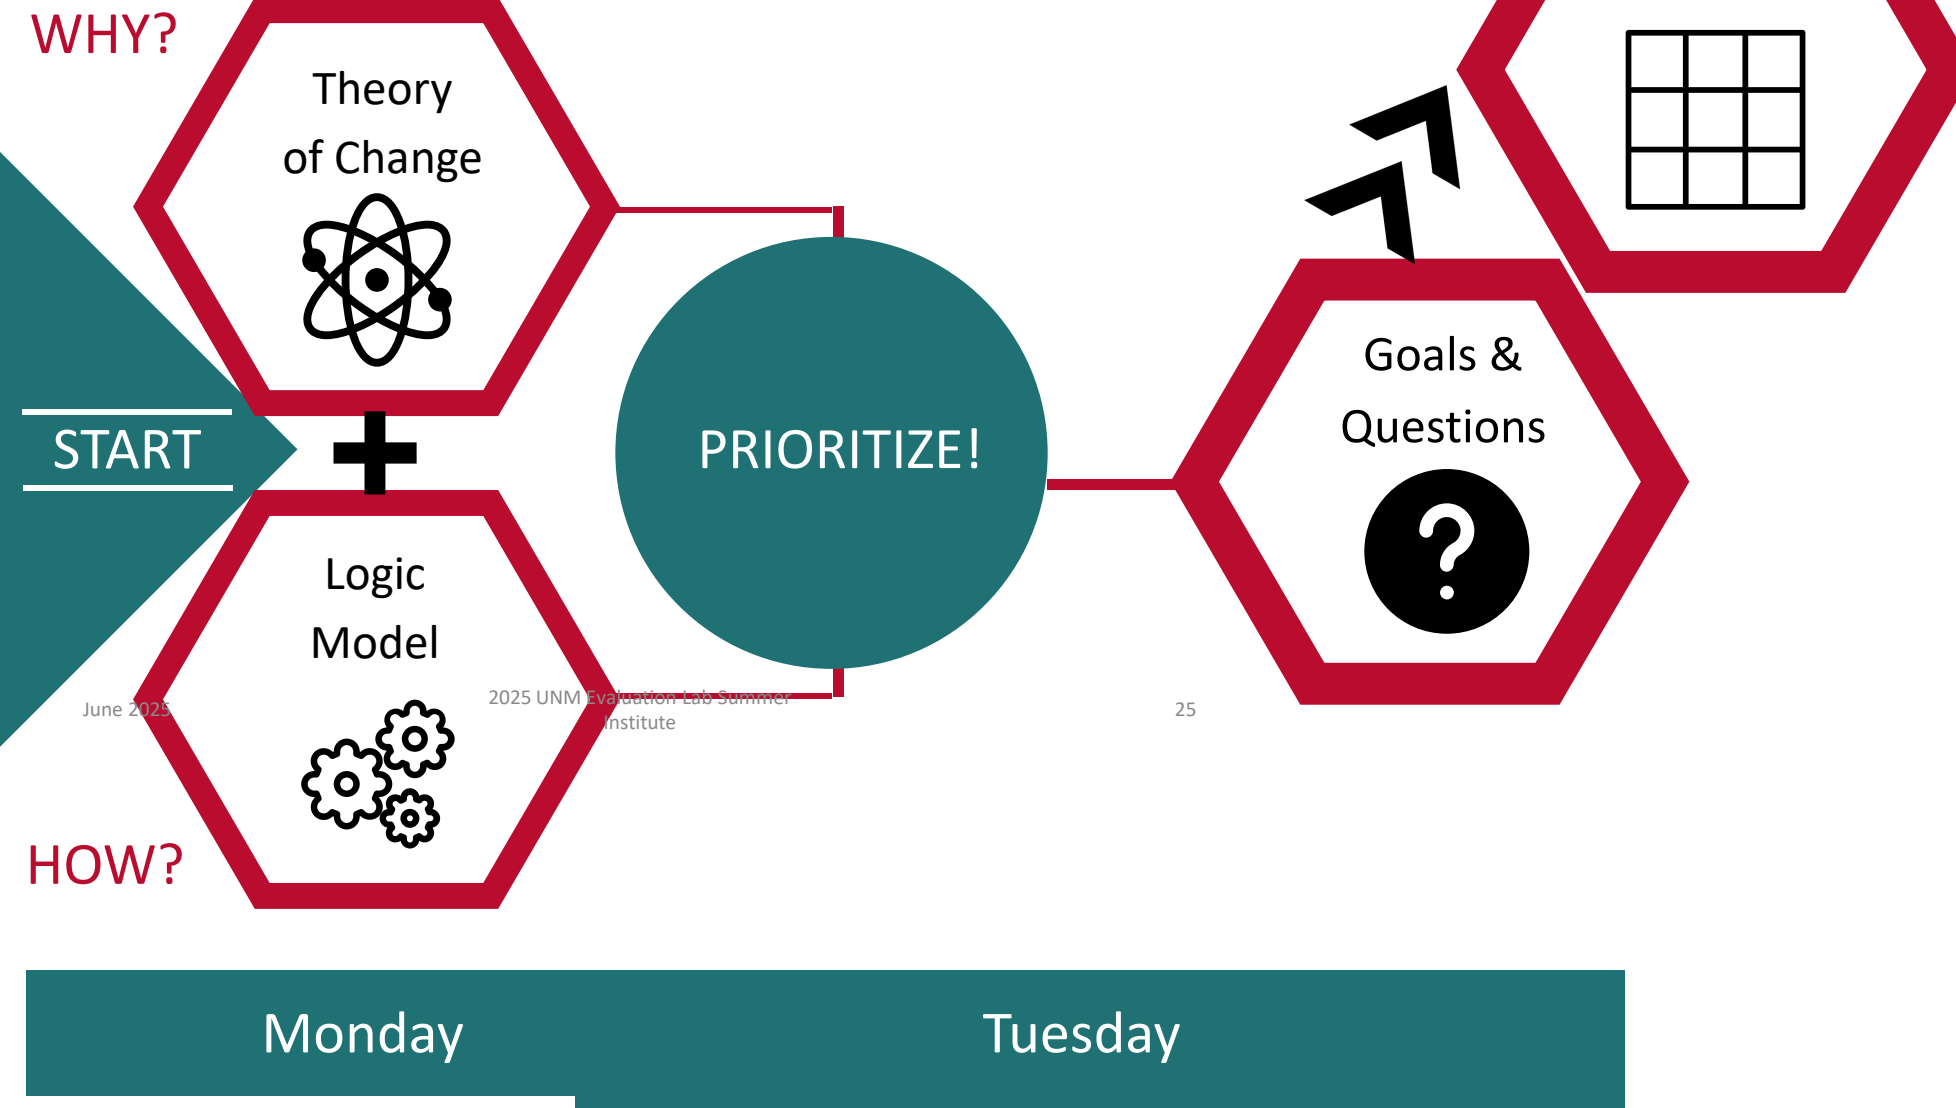 WHY?
Theory
of Change
START
PRIORITIZE!
Goals &
Questions
?
Logic
Model
June 2025
2025 UNM Evaluation Lab Summer
Institute
25
HOW?
Monday
Tuesday